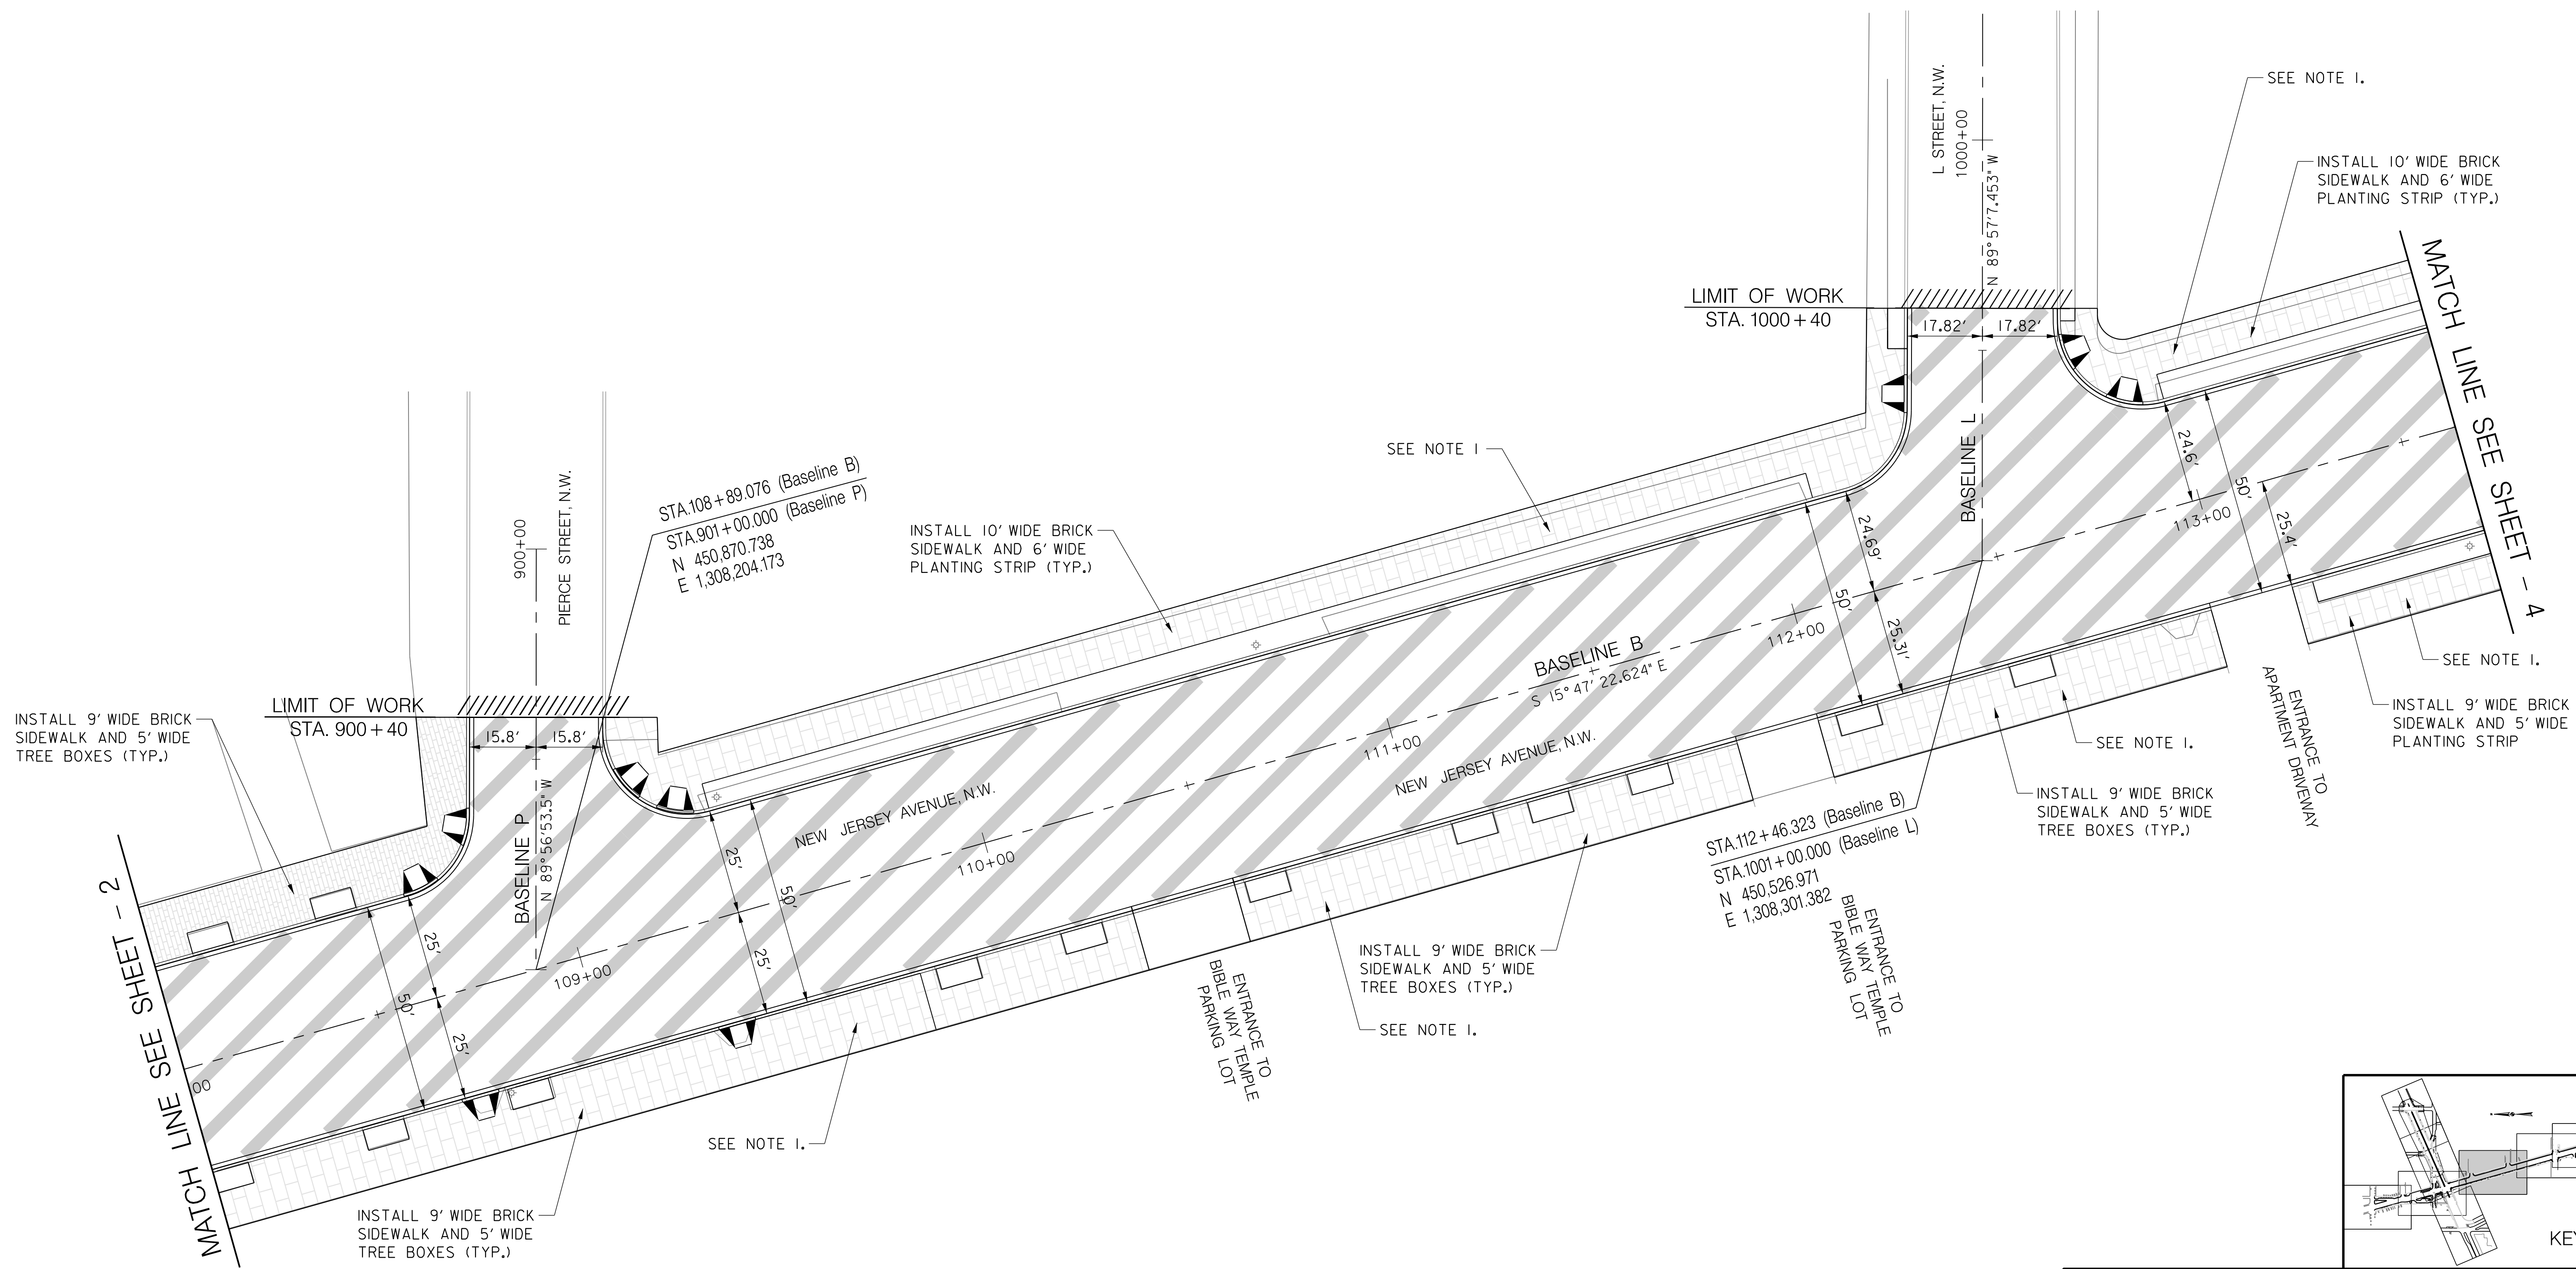 SEE NOTE 1.
L STREET, N.W.
1000+00
N 89°57'7.453" W
INSTALL 10' WIDE BRICK
SIDEWALK AND 6' WIDE
PLANTING STRIP (TYP.)
MATCH LINE SEE SHEET - 4
LIMIT OF WORK
STA. 1000+40
17.82'
17.82'
SEE NOTE 1
BASELINE L
24.6'
50'
25.4'
113+00
STA.108+89.076 (Baseline B)
STA.901+00.000 (Baseline P)
N 450,870.738
E 1,308,204.173
900+00
PIERCE STREET, N.W.
INSTALL 10' WIDE BRICK
SIDEWALK AND 6' WIDE
PLANTING STRIP (TYP.)
24.69'
50'
25.31'
112+00
BASELINE B
S 15°47' 22.624" E
LIMIT OF WORK
STA. 900+40
INSTALL 9' WIDE BRICK
SIDEWALK AND 5' WIDE
TREE BOXES (TYP.)
15.8'
15.8'
BASELINE P
N 89°56'53.5" W
NEW JERSEY AVENUE, N.W.
111+00
NEW JERSEY AVENUE, N.W.
110+00
SEE NOTE 1.
INSTALL 9' WIDE BRICK
SIDEWALK AND 5' WIDE
PLANTING STRIP
ENTRANCE TO
APARTMENT DRIVEWAY
SEE NOTE 1.
INSTALL 9' WIDE BRICK
SIDEWALK AND 5' WIDE
TREE BOXES (TYP.)
STA.112+46.323 (Baseline B)
STA.1001+00.000 (Baseline L)
N 450,526.971
E 1,308,301.382
ENTRANCE TO
BIBLE WAY TEMPLE
PARKING LOT
25'
50'
25'
25'
50'
25'
109+00
00
MATCH LINE SEE SHEET - 2
INSTALL 9' WIDE BRICK
SIDEWALK AND 5' WIDE
TREE BOXES (TYP.)
SEE NOTE 1.
ENTRANCE TO
BIBLE WAY TEMPLE
PARKING LOT
SEE NOTE 1.
INSTALL 9' WIDE BRICK
SIDEWALK AND 5' WIDE
TREE BOXES (TYP.)
KEY